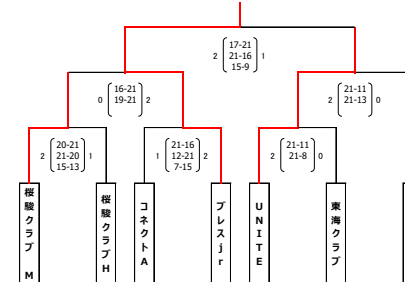 17-21
2 21-16 1
15-9
16-21
0 19-21 2
21-11
2 21-13 0
20-21
2 21-20 1
15-13
21-16
1 12-21 2
7-15
21-11
2 21-8 0
桜駿クラブ M
桜駿クラブH
コネクトA
ブレスjr
UNITE
東海クラブ